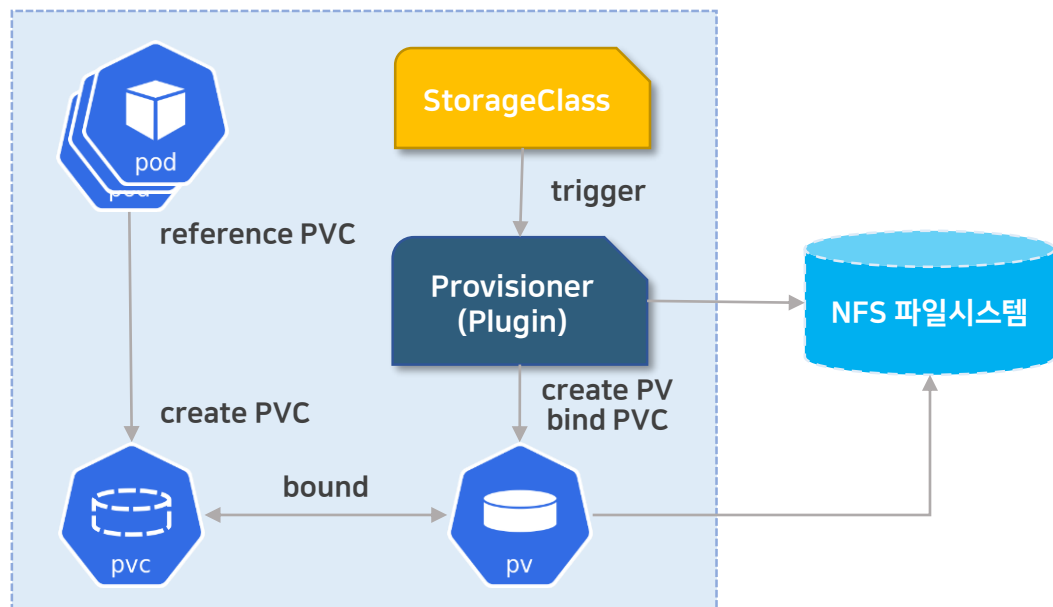 StorageClass
pod
pod
trigger
reference PVC
Provisioner
(Plugin)
NFS 파일시스템
create PVC
create PV
bind PVC
bound
pvc
pv